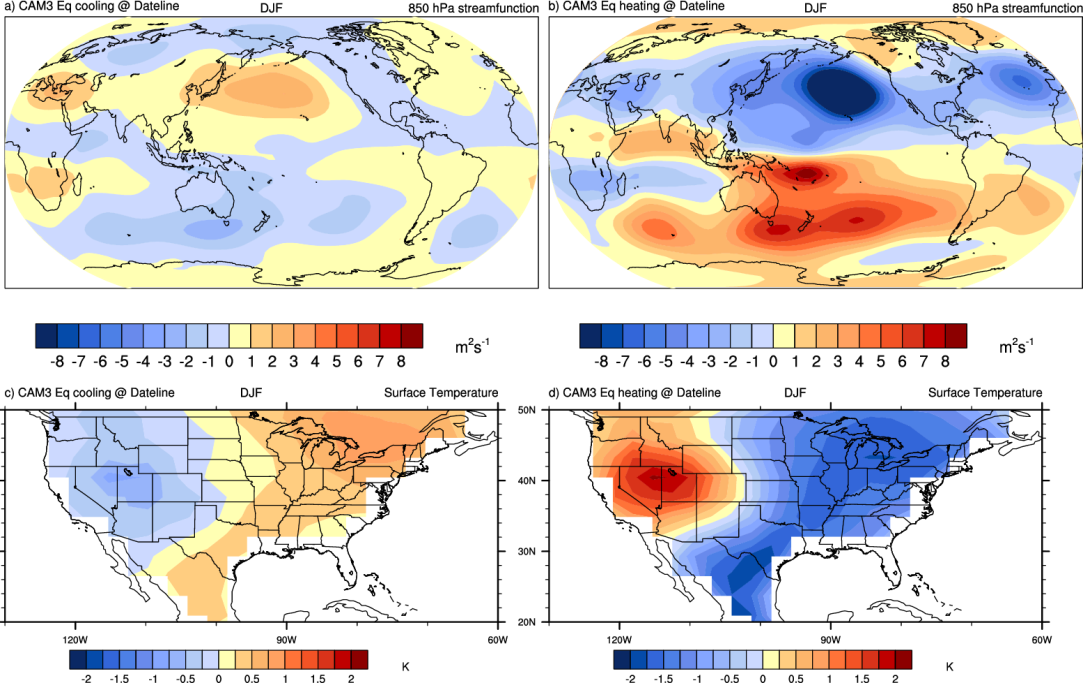 a) CAM3 Eq cooling @ Dateline DJF 850 hPa streamfunction
b) CAM3 Eq heating @ Dateline DJF 850 hPa streamfunction
-8 -7 -6 -5 -4 -3 -2 -1 0 1 2 3 4 5 6 7 8 m²s⁻¹
-8 -7 -6 -5 -4 -3 -2 -1 0 1 2 3 4 5 6 7 8 m²s⁻¹
c) CAM3 Eq cooling @ Dateline DJF Surface Temperature
d) CAM3 Eq heating @ Dateline DJF Surface Temperature
50N
40N
30N
20N
120W 90W 60W
120W 90W 60W
-2 -1.5 -1 -0.5 0 0.5 1 1.5 2 K
-2 -1.5 -1 -0.5 0 0.5 1 1.5 2 K